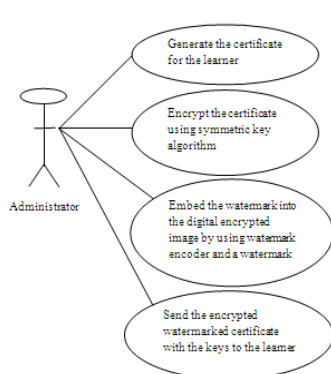 Generate the certificate
for the learner
Encrypt the certificate
using symmetric key
algorithm
Administrator
Embed the watermark into
the digital encrypted
image by using watermark
encoder and a watermark
Send the encrypted
watermarked certificate
with the keys to the learner